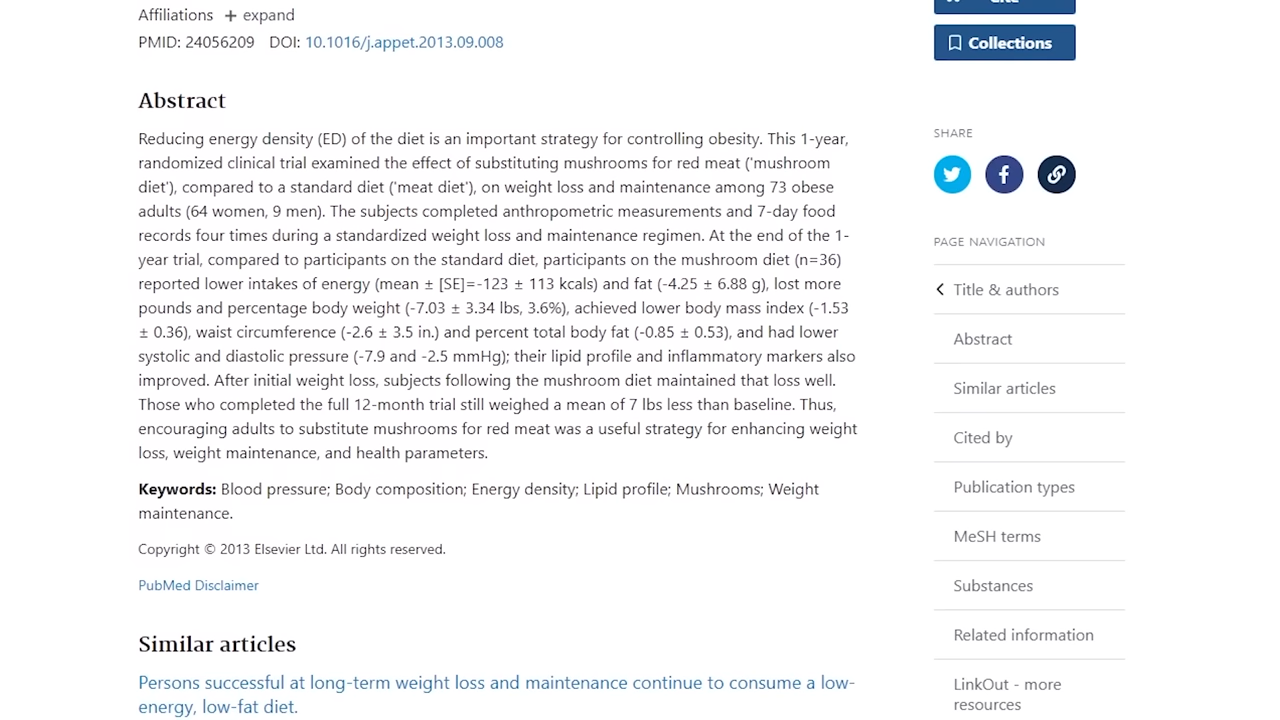 Affiliations + expand
PMID: 24056209 DOI: 10.1016/j.appet.2013.09.008
Collections
Abstract
Reducing energy density (ED) of the diet is an important strategy for controlling obesity. This 1-year,
randomized clinical trial examined the effect of substituting mushrooms for red meat ('mushroom
diet'), compared to a standard diet ('meat diet'), on weight loss and maintenance among 73 obese
adults (64 women, 9 men). The subjects completed anthropometric measurements and 7-day food
records four times during a standardized weight loss and maintenance regimen. At the end of the 1-
year trial, compared to participants on the standard diet, participants on the mushroom diet (n=36)
reported lower intakes of energy (mean ± [SE]=-123 ± 113 kcals) and fat (-4.25 ± 6.88 g), lost more
pounds and percentage body weight (-7.03 ± 3.34 lbs, 3.6%), achieved lower body mass index (-1.53
± 0.36), waist circumference (-2.6 ± 3.5 in.) and percent total body fat (-0.85 ± 0.53), and had lower
systolic and diastolic pressure (-7.9 and -2.5 mmHg); their lipid profile and inflammatory markers also
improved. After initial weight loss, subjects following the mushroom diet maintained that loss well.
Those who completed the full 12-month trial still weighed a mean of 7 lbs less than baseline. Thus,
encouraging adults to substitute mushrooms for red meat was a useful strategy for enhancing weight
loss, weight maintenance, and health parameters.
Keywords: Blood pressure; Body composition; Energy density; Lipid profile; Mushrooms; Weight
maintenance.
Copyright © 2013 Elsevier Ltd. All rights reserved.
PubMed Disclaimer
Similar articles
Persons successful at long-term weight loss and maintenance continue to consume a low-
energy, low-fat diet.
SHARE
PAGE NAVIGATION
Title & authors
Abstract
Similar articles
Cited by
Publication types
MeSH terms
Substances
Related information
LinkOut - more
resources